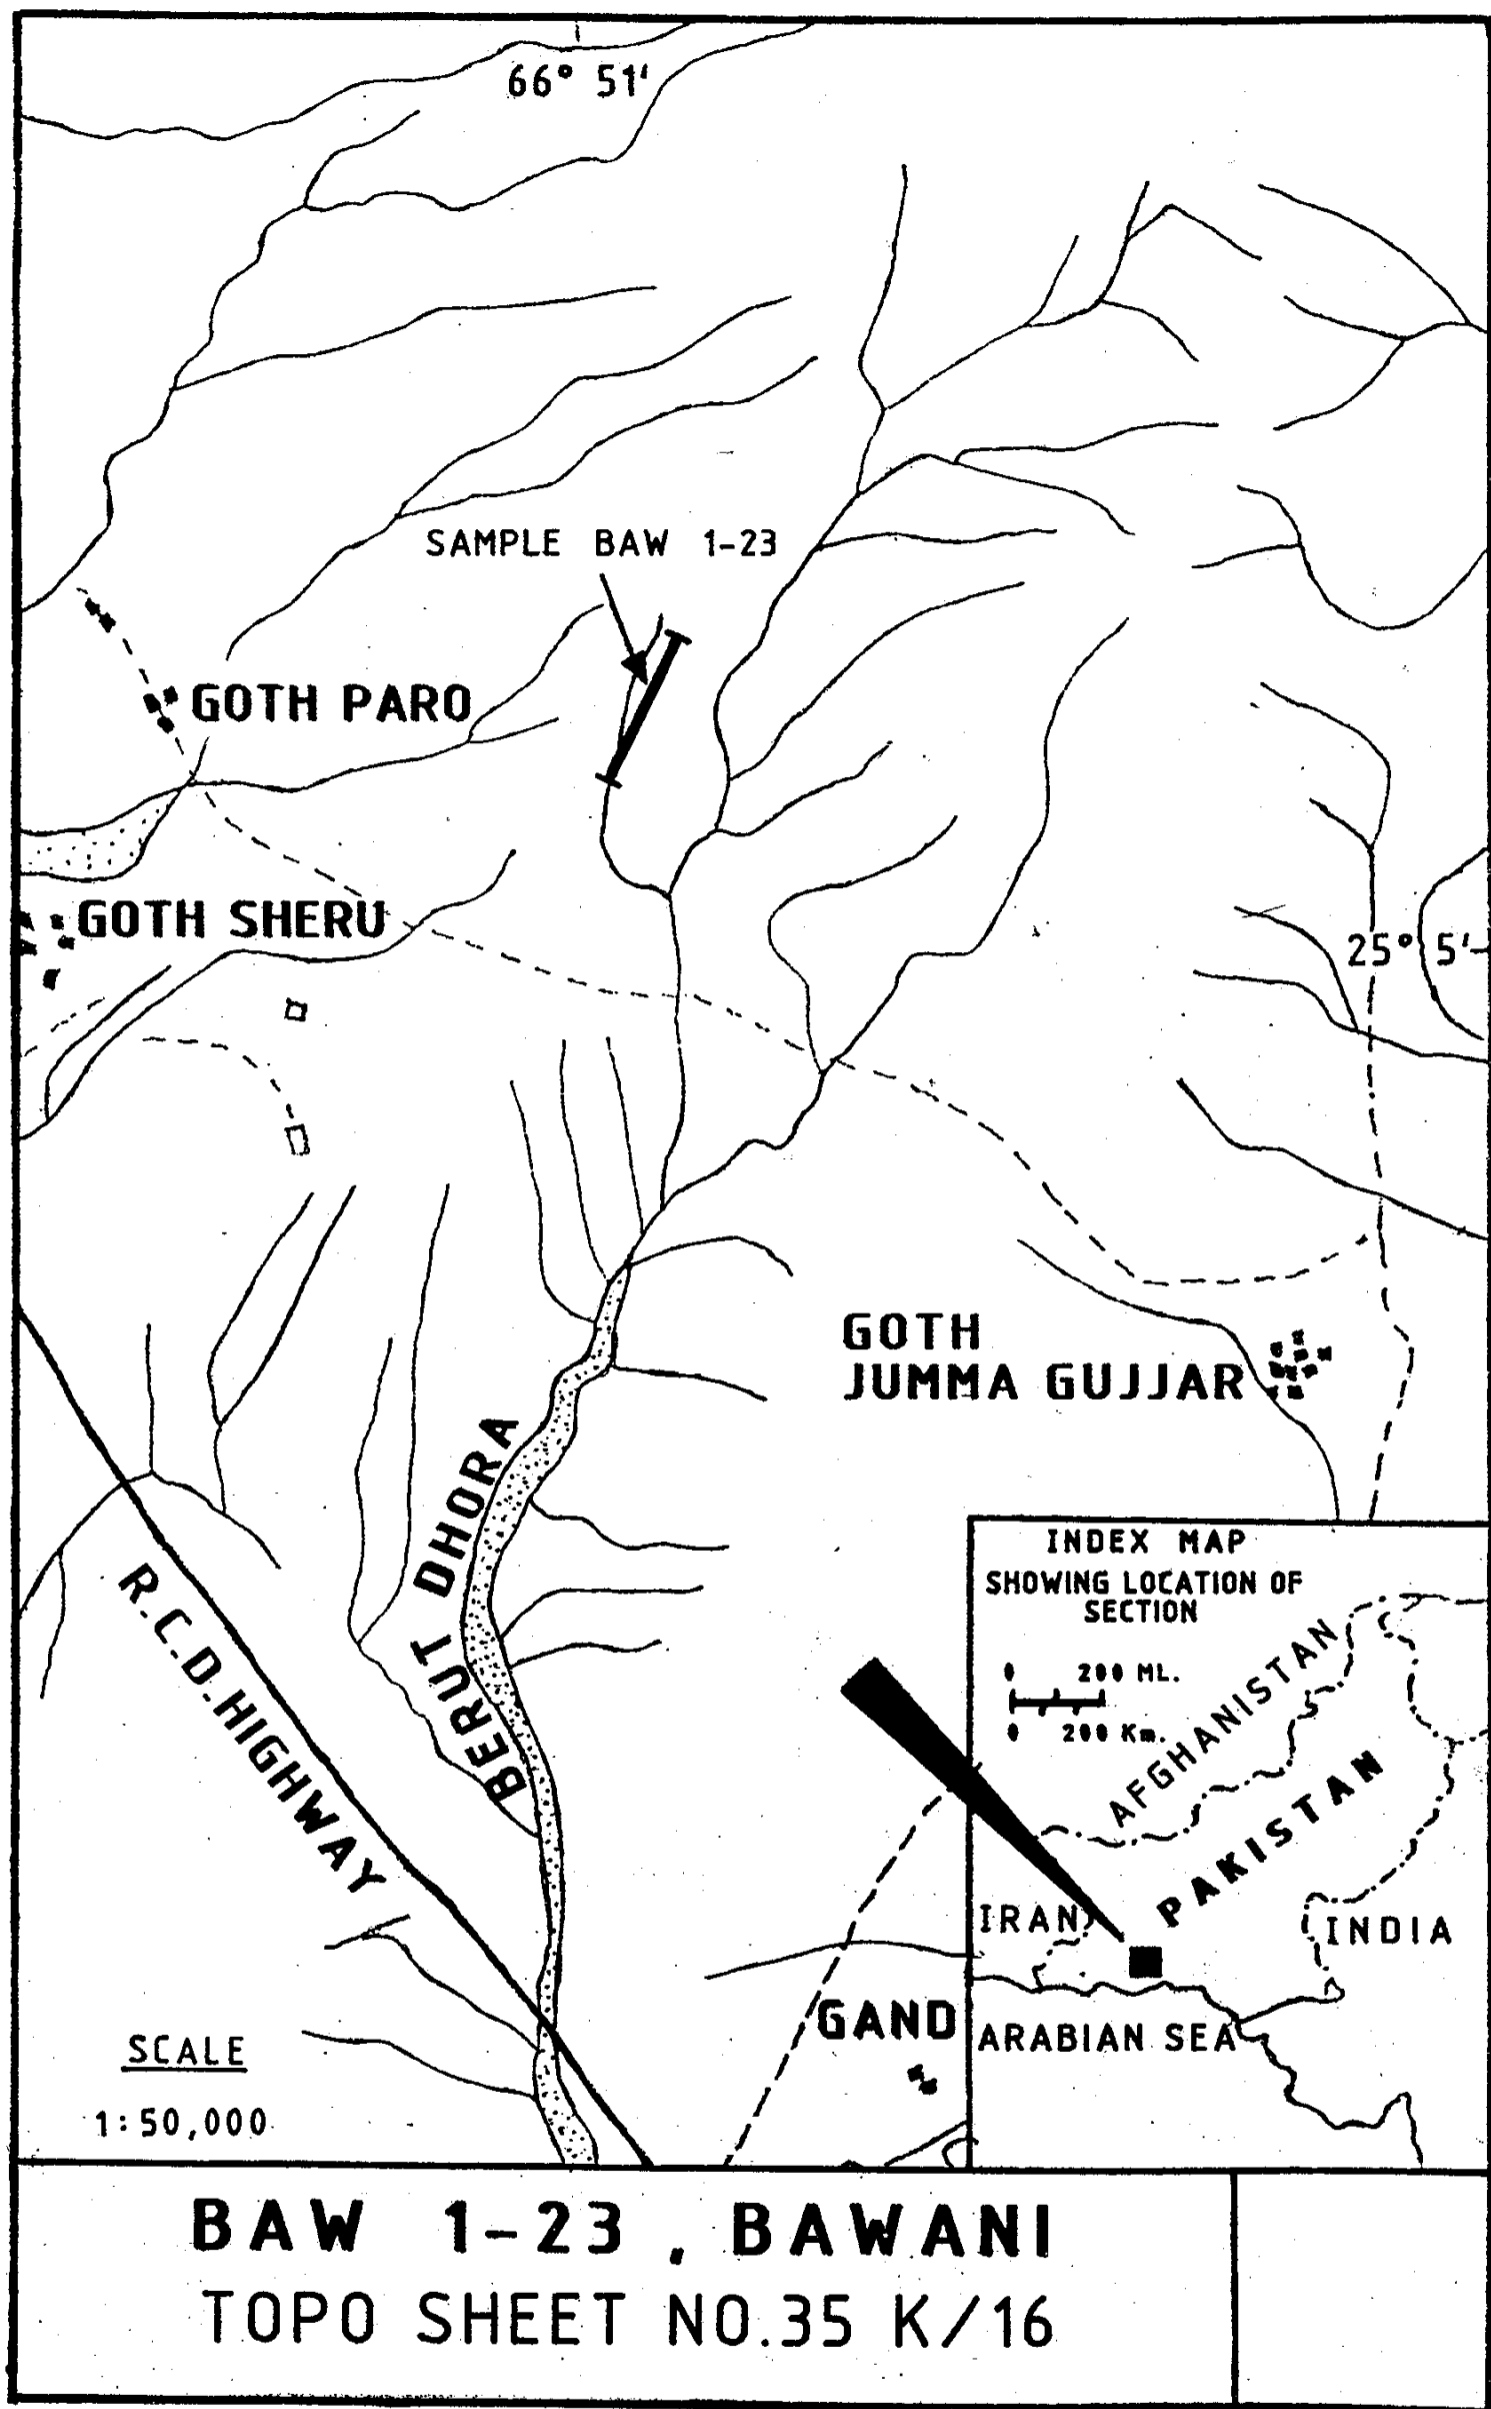 66° 51'
SAMPLE BAW 1-23
GOTH PARO
GOTH SHERU
25° 5'
GOTH
JUMMA GUJJAR
BERUT DHORA
R.C.D. HIGHWAY
GAND
SCALE
1:50,000
INDEX MAP
SHOWING LOCATION OF
SECTION
0 200 ML.
0 200 Km.
AFGHANISTAN
PAKISTAN
IRAN
INDIA
ARABIAN SEA
BAW 1-23, BAWANI
TOPO SHEET NO.35 K/16